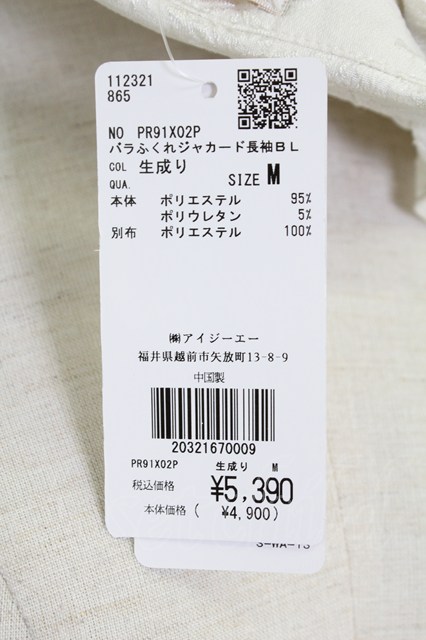 112321
865
NO PR91X02P
バラふくれジャカード長袖BL
COL 生成り
QUA. SIZE M
本体 ポリエステル 95%
ポリウレタン 5%
別布 ポリエステル 100%
㈱アイジーエー
福井県越前市矢放町13-8-9
中国製
20321670009
PR91X02P 生成り M
税込価格 ¥5,390
本体価格( ¥4,900)